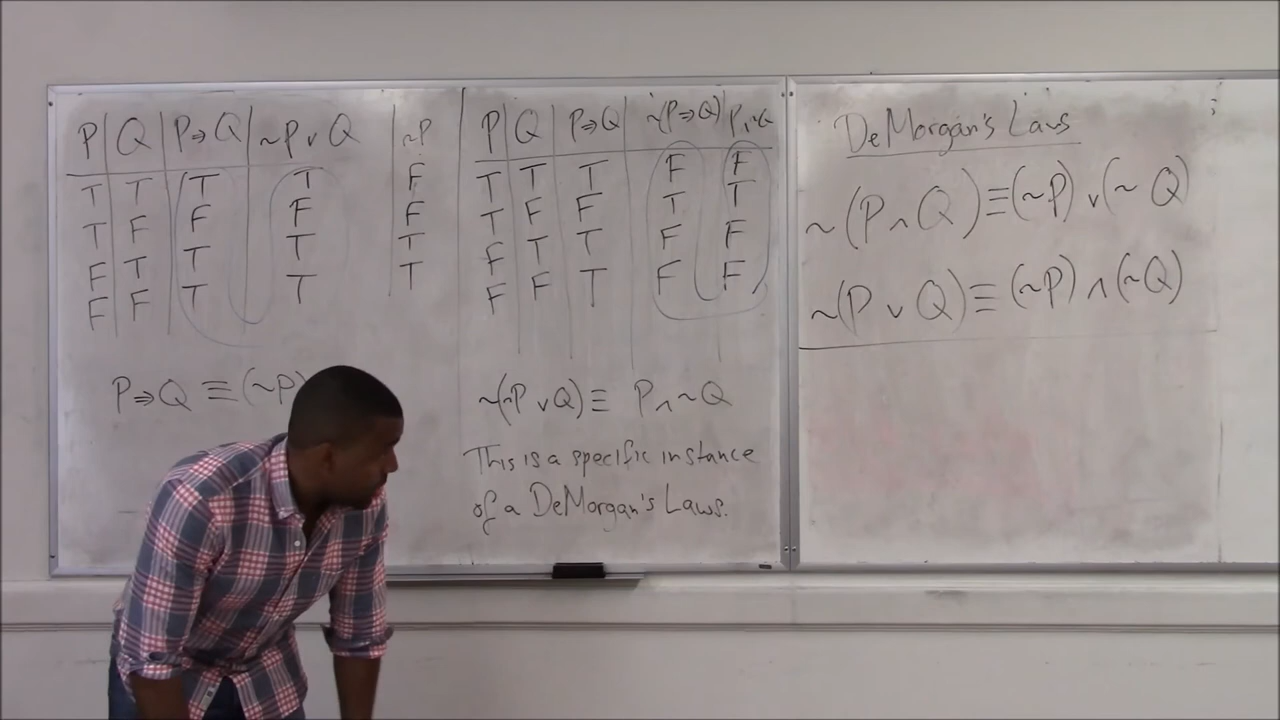 P Q P⇒Q ~P∨Q ~P
T T T T F
T F F F F
F T T T T
F F T T T
P⇒Q ≡ (~P)
P Q P⇒Q ~(P⇒Q) P∧~Q
T T T F F
T F F T T
F T T F F
F F T F F
~(~P∨Q) ≡ P∧~Q
This is a specific instance
of a DeMorgan's Laws.
DeMorgan's Laws
~(P∧Q) ≡ (~P)∨(~Q)
~(P∨Q) ≡ (~P)∧(~Q)